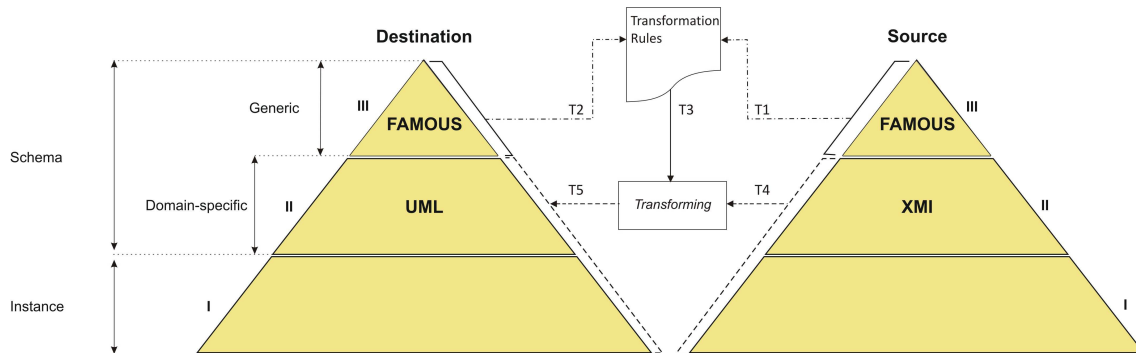 Transformation
Rules
Destination
Source
Generic
III
FAMOUS
T2
T3
T1
FAMOUS
III
Schema
Domain-specific
II
UML
T5
Transforming
T4
XMI
II
Instance
I
I